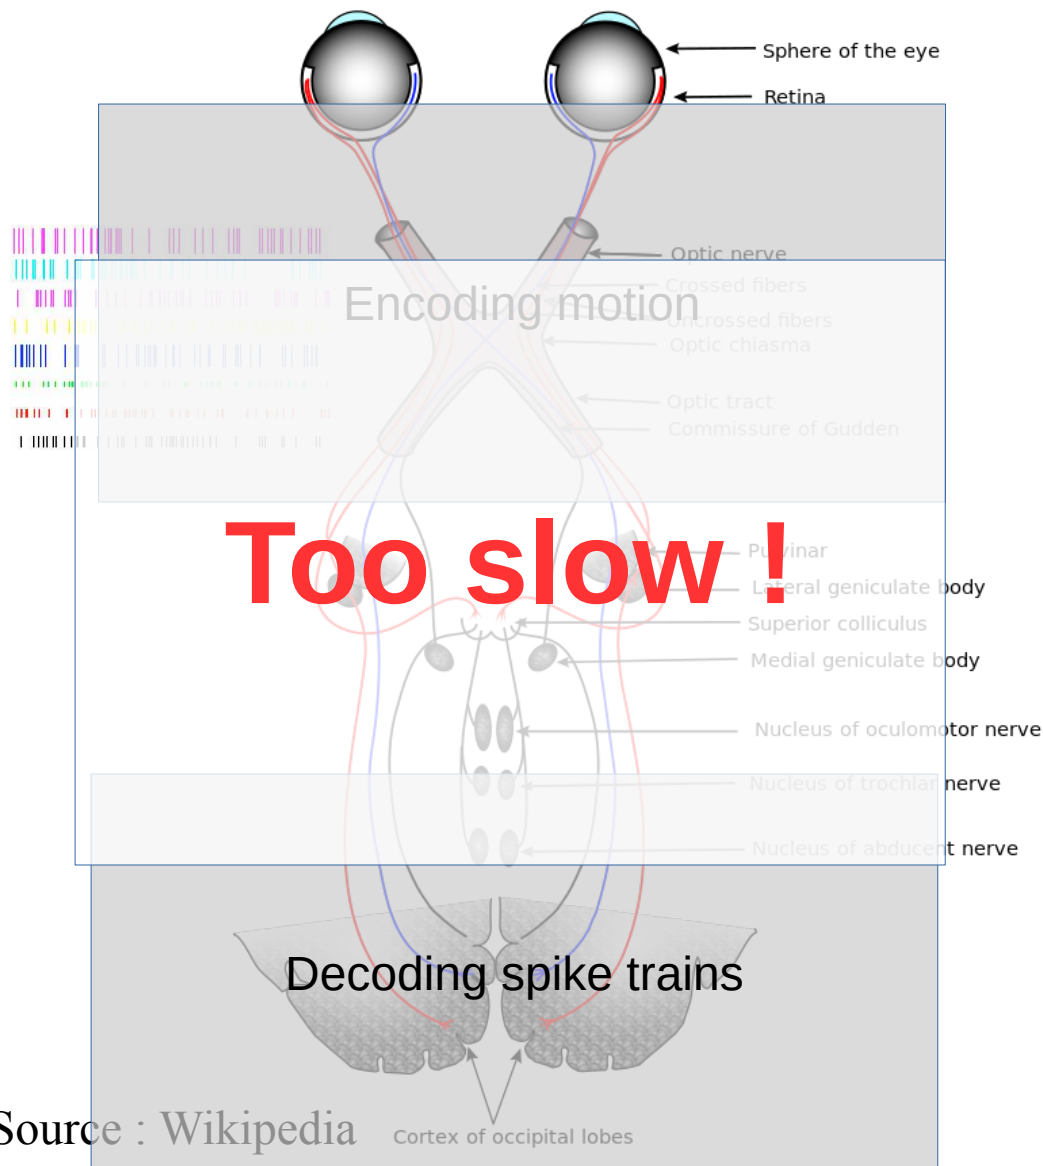 Sphere of the eye
Retina
Optic nerve
Crossed fibers
Encoding motion
Uncrossed fibers
Optic chiasma
Optic tract
Commissure of Gudden
Too slow !
Pulvinar
Lateral geniculate body
Superior colliculus
Medial geniculate body
Nucleus of oculomotor nerve
Nucleus of trochlar nerve
Nucleus of abducent nerve
Decoding spike trains
Source : Wikipedia
Cortex of occipital lobes